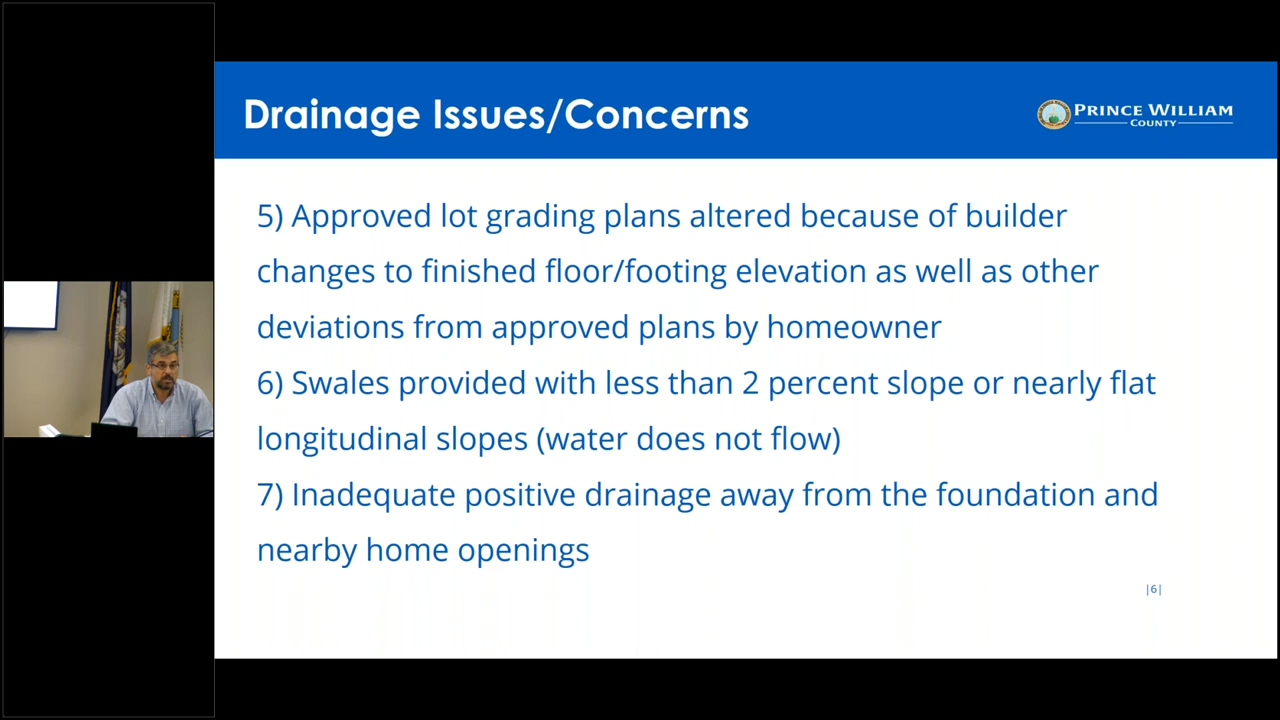 Drainage Issues/Concerns
PRINCE WILLIAM
COUNTY
5) Approved lot grading plans altered because of builder
changes to finished floor/footing elevation as well as other
deviations from approved plans by homeowner
6) Swales provided with less than 2 percent slope or nearly flat
longitudinal slopes (water does not flow)
7) Inadequate positive drainage away from the foundation and
nearby home openings
|6|